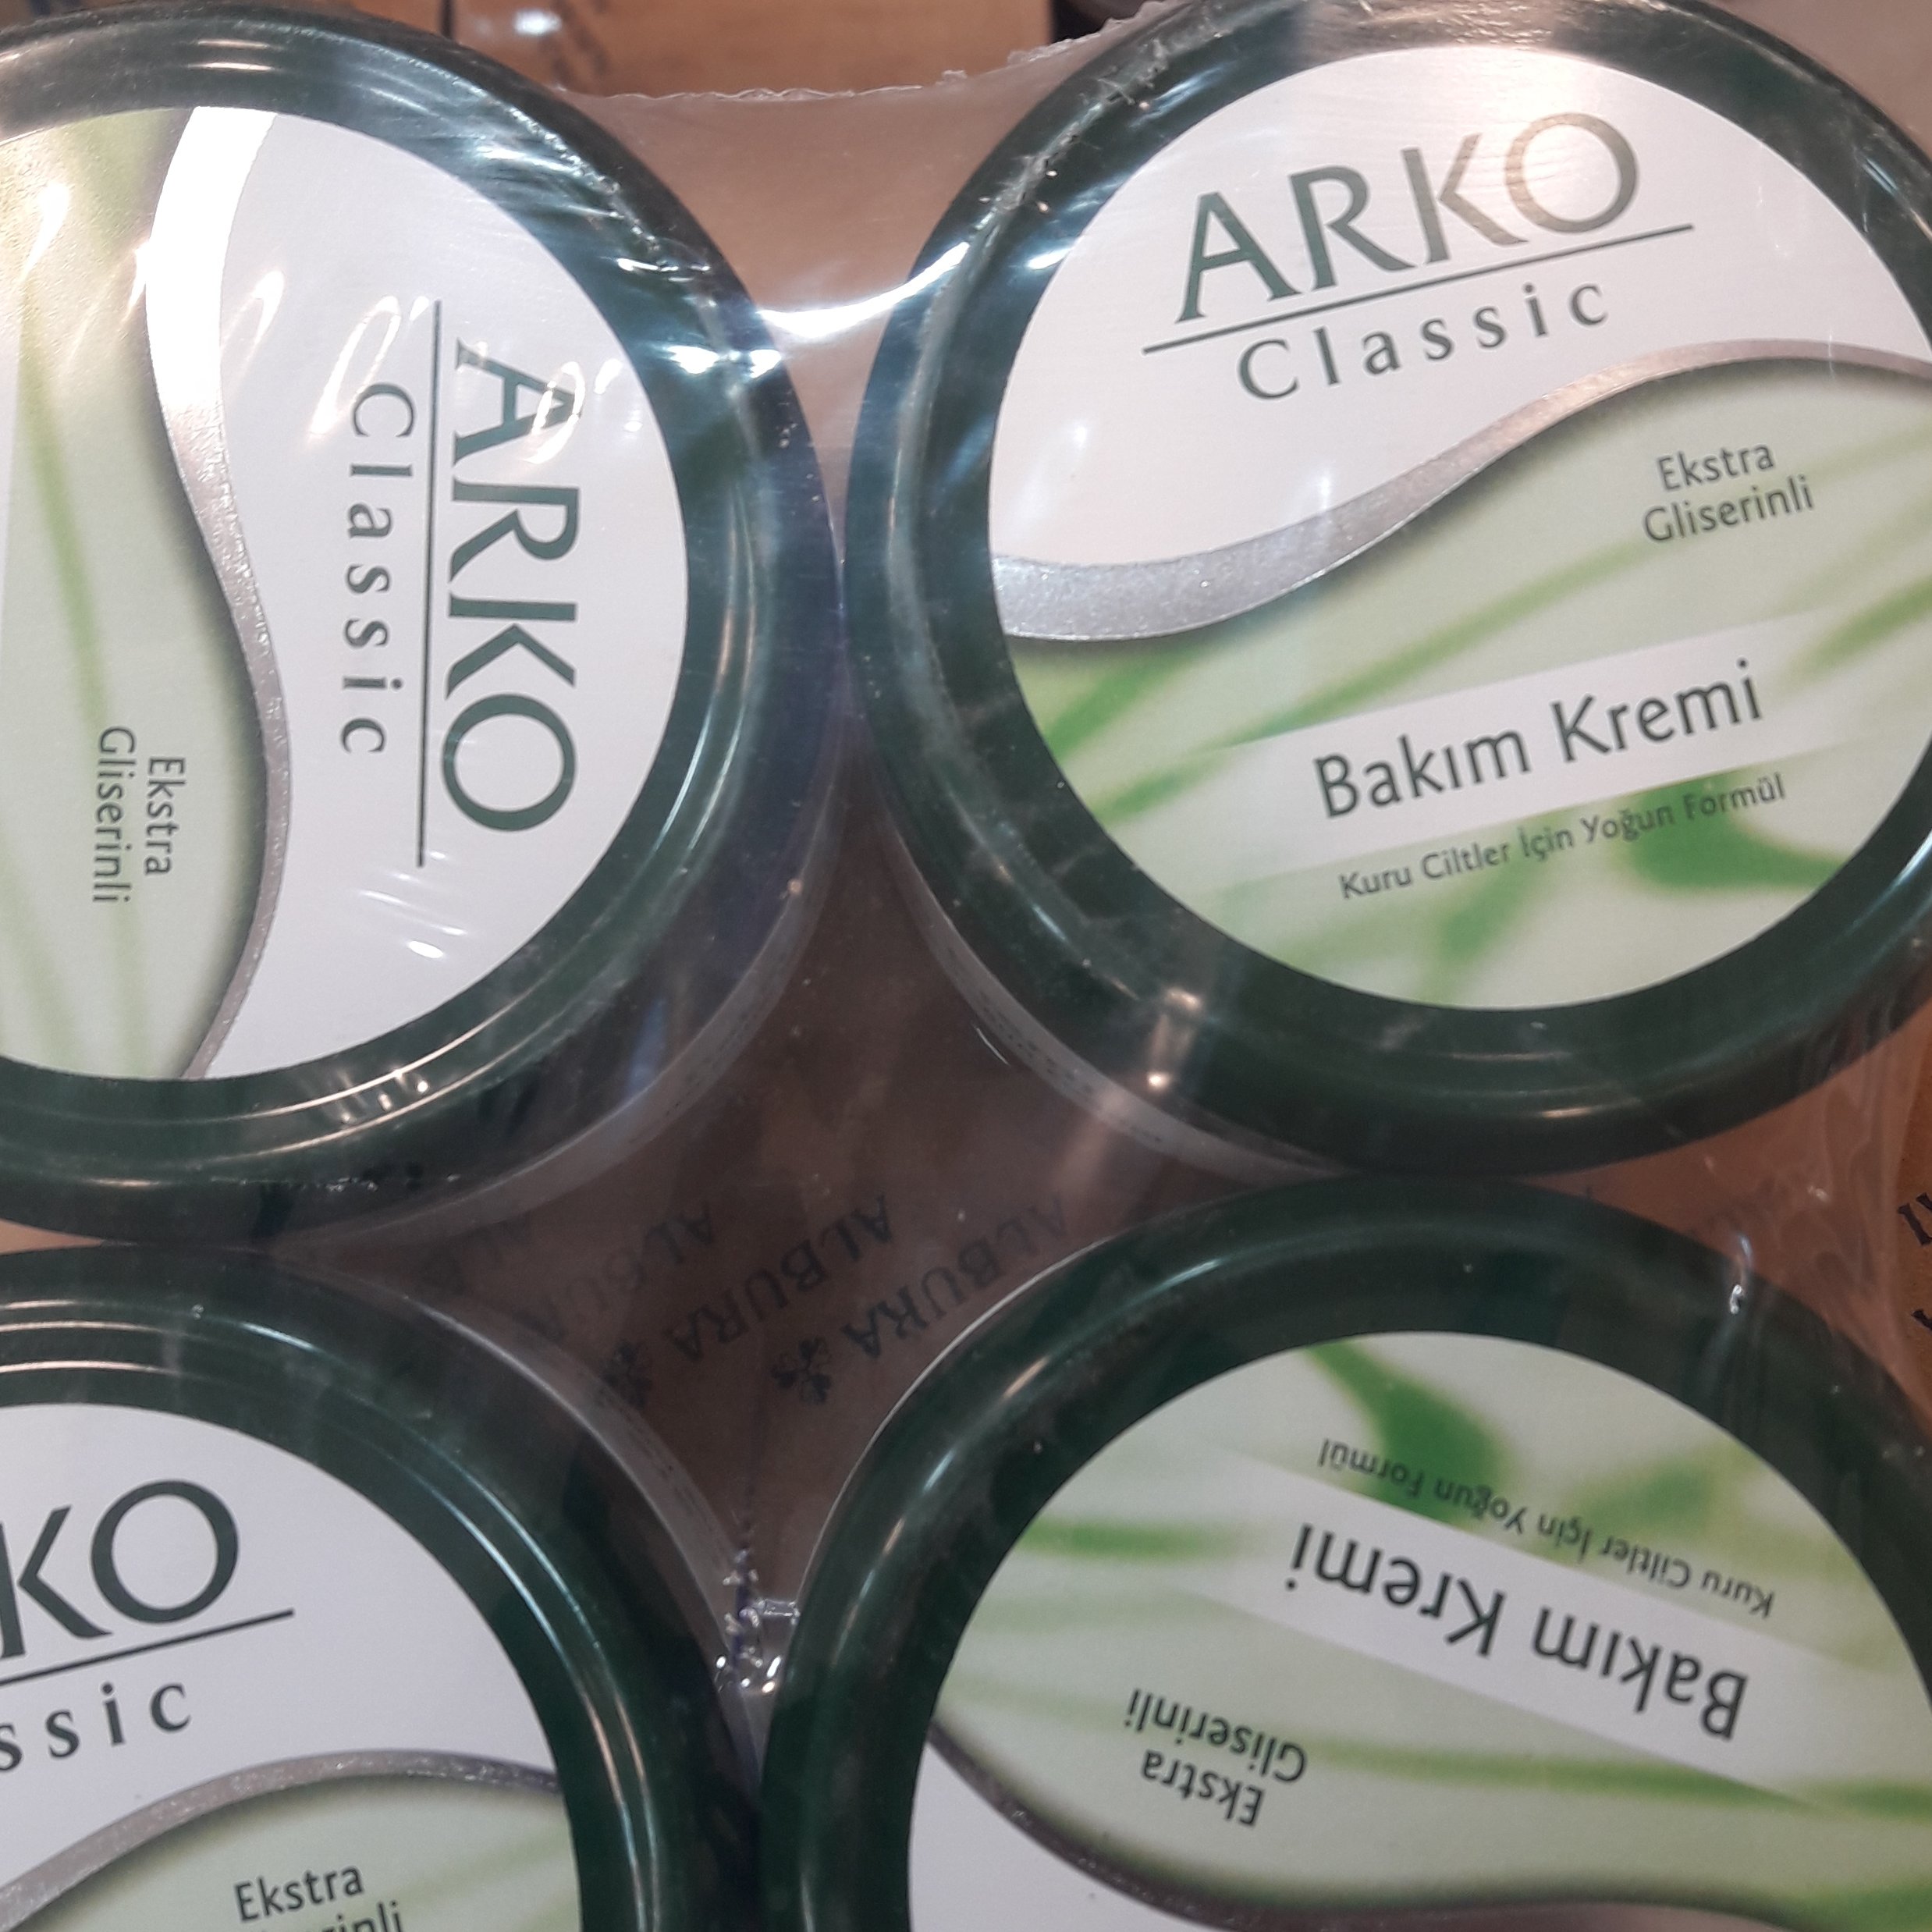 ARKO
Classic
Ekstra
Gliserinli
ARKO
Classic
Ekstra
Gliserinli
Bakım Kremi
Kuru Ciltler İçin Yoğun Formül
KO
ssic
Ekstra
Kuru Ciltler İçin Yoğun Formül
Bakım Kremi
Ekstra
Gliserinli
ALBURA
ALBURA